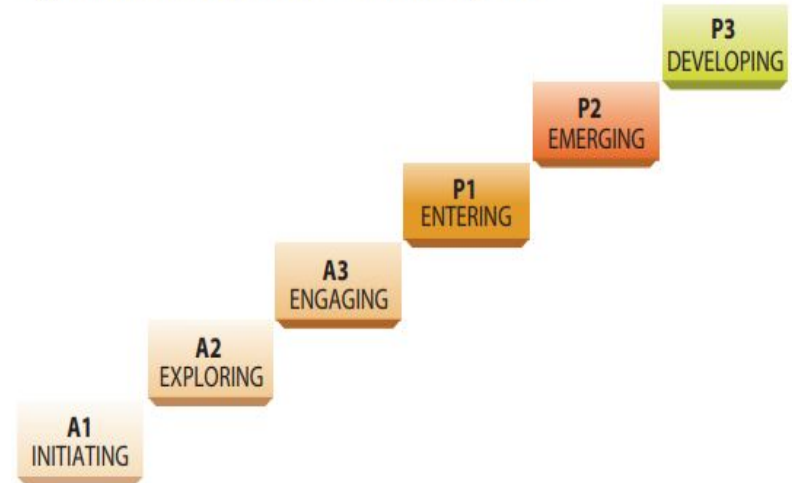 P3
DEVELOPING
P2
EMERGING
P1
ENTERING
A3
ENGAGING
A2
EXPLORING
A1
INITIATING